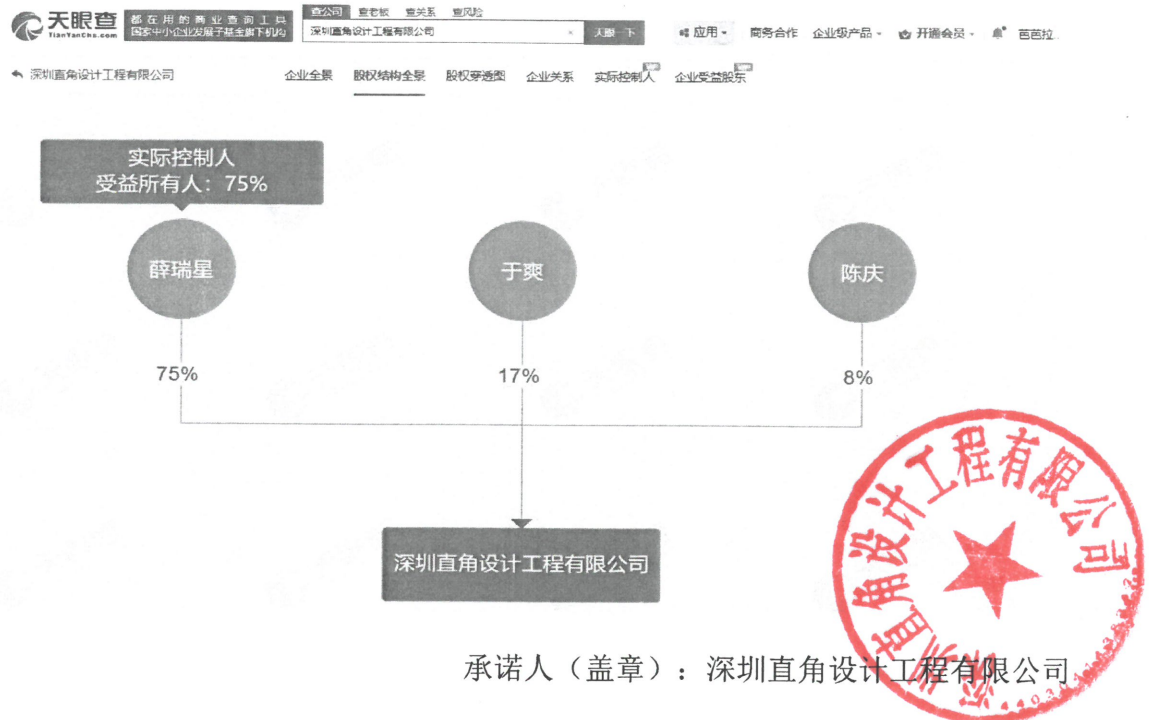 天眼查
TianYanCha.com
都在用的商业查询工具
国家中小企业发展子基金旗下机构
查公司 查老板 查关系 查风险
深圳直角设计工程有限公司 ×
天眼一下
应用 商务合作 企业级产品 开通会员 芭芭拉..
深圳直角设计工程有限公司
企业全景 股权结构全景 股权穿透图 企业关系 实际控制人 VIP 企业受益股东 VIP
实际控制人
受益所有人：75%
薛瑞星 于爽 陈庆
75% 17% 8%
深圳直角设计工程有限公司
深圳直角设计工程有限公司
承诺人（盖章）：深圳直角设计工程有限公司